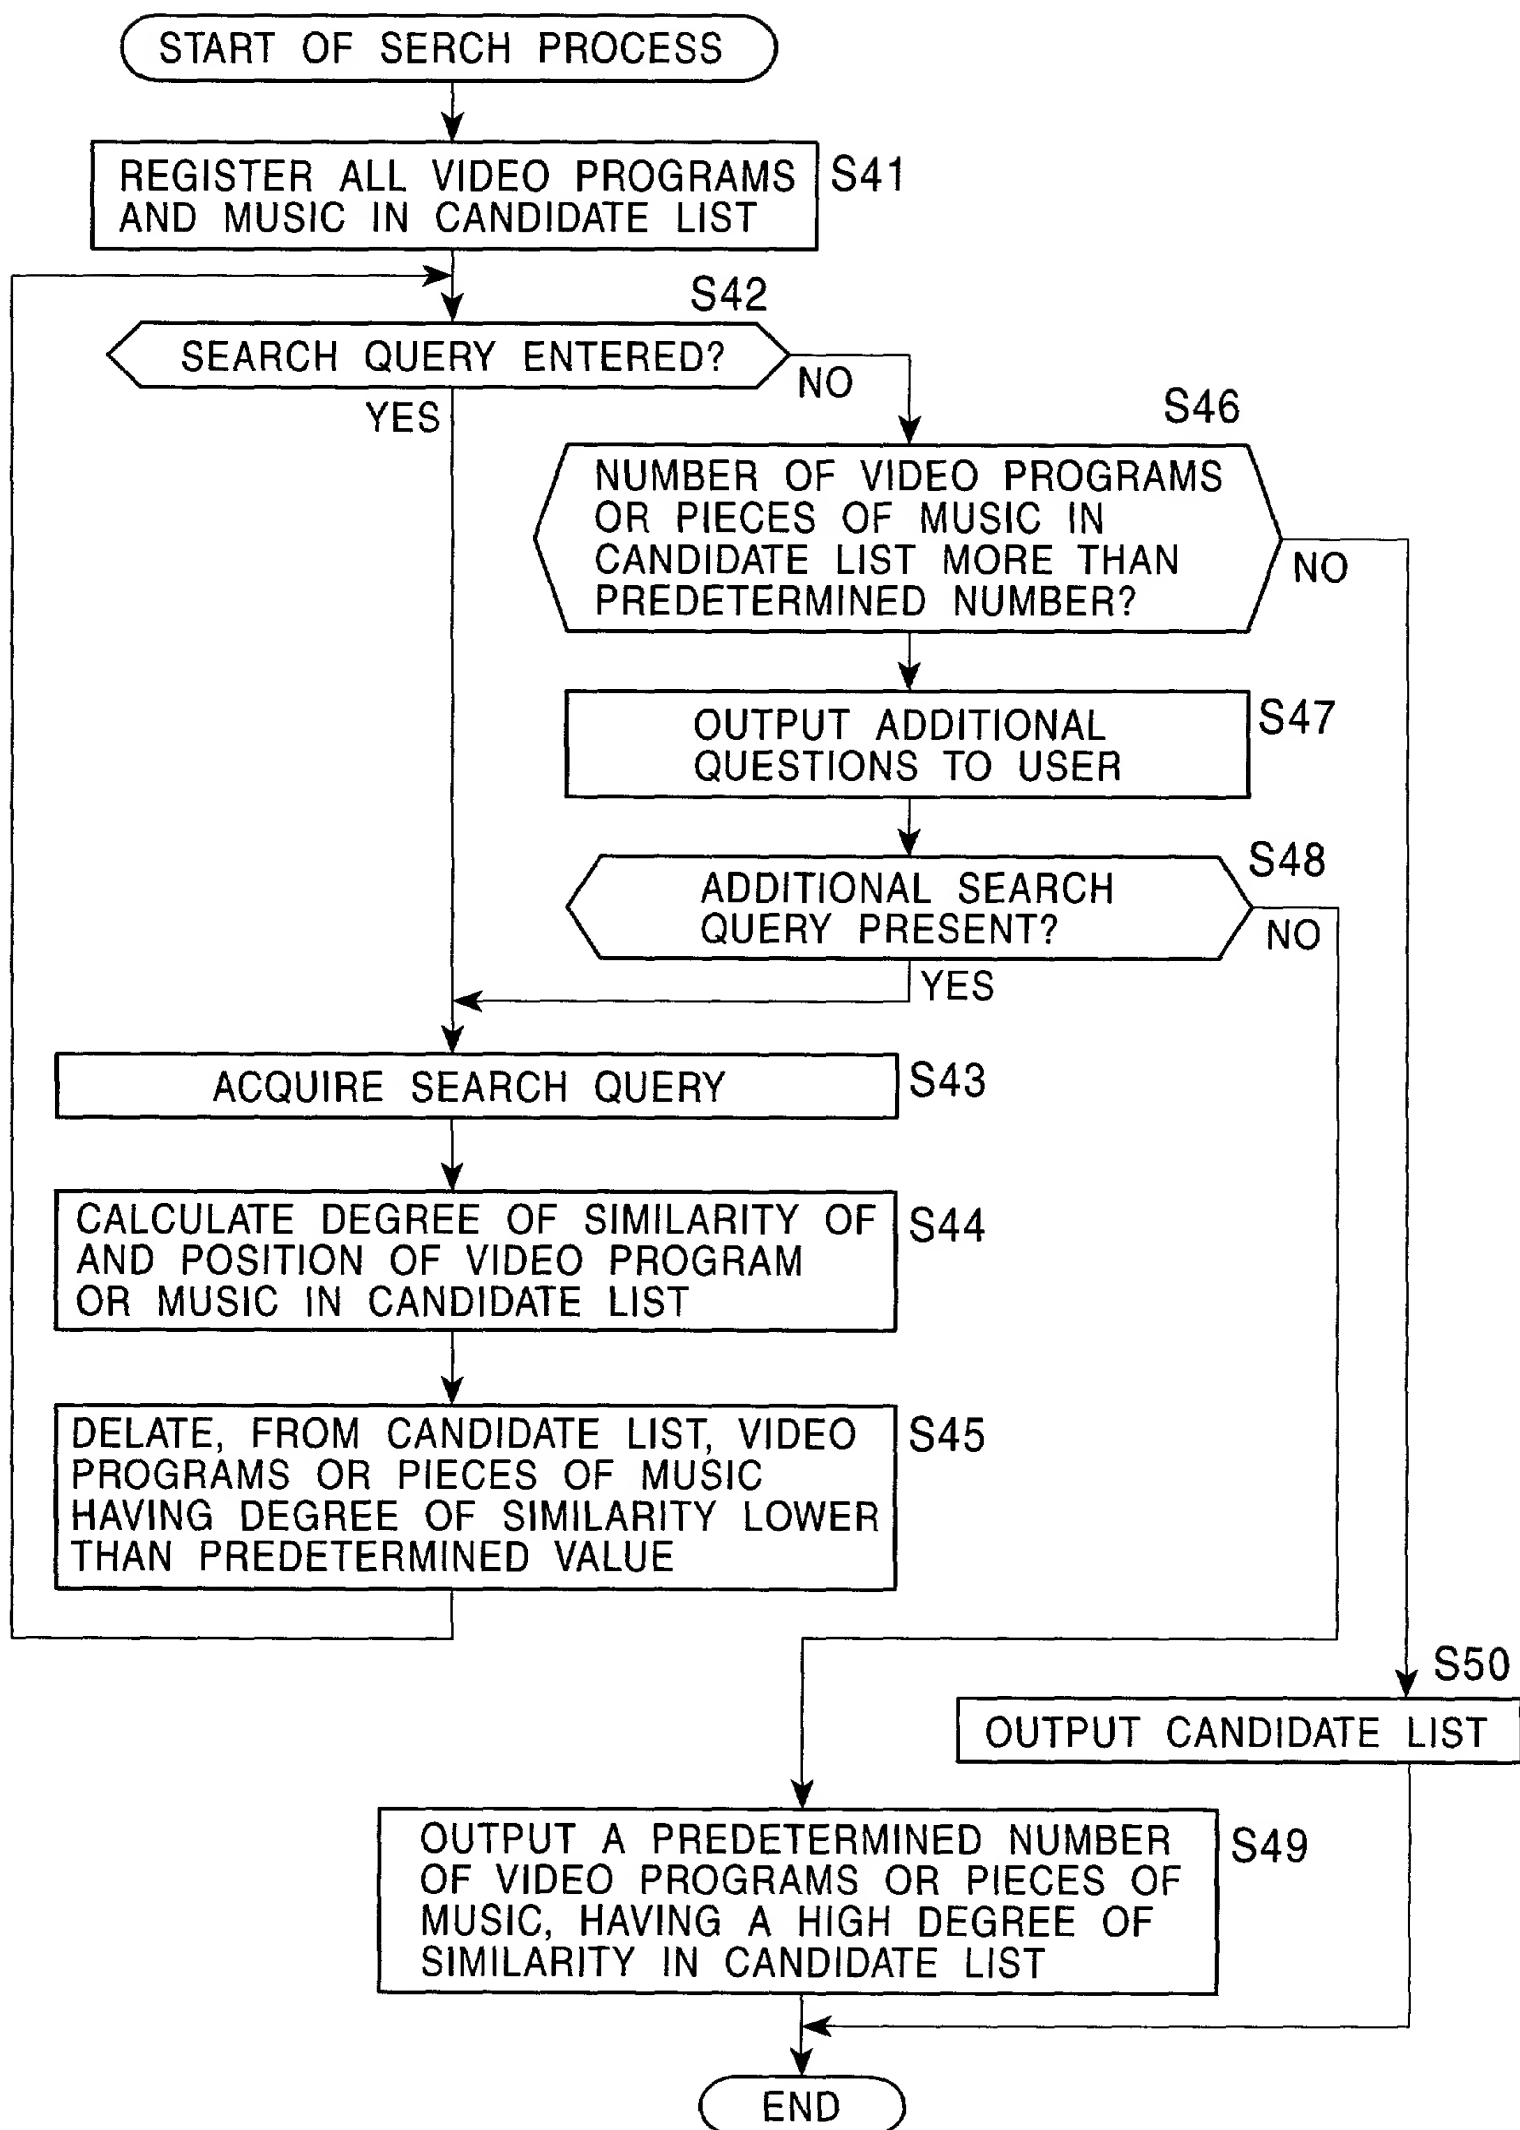 START OF SERCH PROCESS
REGISTER ALL VIDEO PROGRAMS
AND MUSIC IN CANDIDATE LIST
S41
S42
SEARCH QUERY ENTERED?
NO
YES
S46
NUMBER OF VIDEO PROGRAMS
OR PIECES OF MUSIC IN
CANDIDATE LIST MORE THAN
PREDETERMINED NUMBER?
NO
OUTPUT ADDITIONAL
QUESTIONS TO USER
S47
S48
ADDITIONAL SEARCH
QUERY PRESENT?
NO
YES
ACQUIRE SEARCH QUERY
S43
CALCULATE DEGREE OF SIMILARITY OF
AND POSITION OF VIDEO PROGRAM
OR MUSIC IN CANDIDATE LIST
S44
DELATE, FROM CANDIDATE LIST, VIDEO
PROGRAMS OR PIECES OF MUSIC
HAVING DEGREE OF SIMILARITY LOWER
THAN PREDETERMINED VALUE
S45
S50
OUTPUT CANDIDATE LIST
OUTPUT A PREDETERMINED NUMBER
OF VIDEO PROGRAMS OR PIECES OF
MUSIC, HAVING A HIGH DEGREE OF
SIMILARITY IN CANDIDATE LIST
S49
END